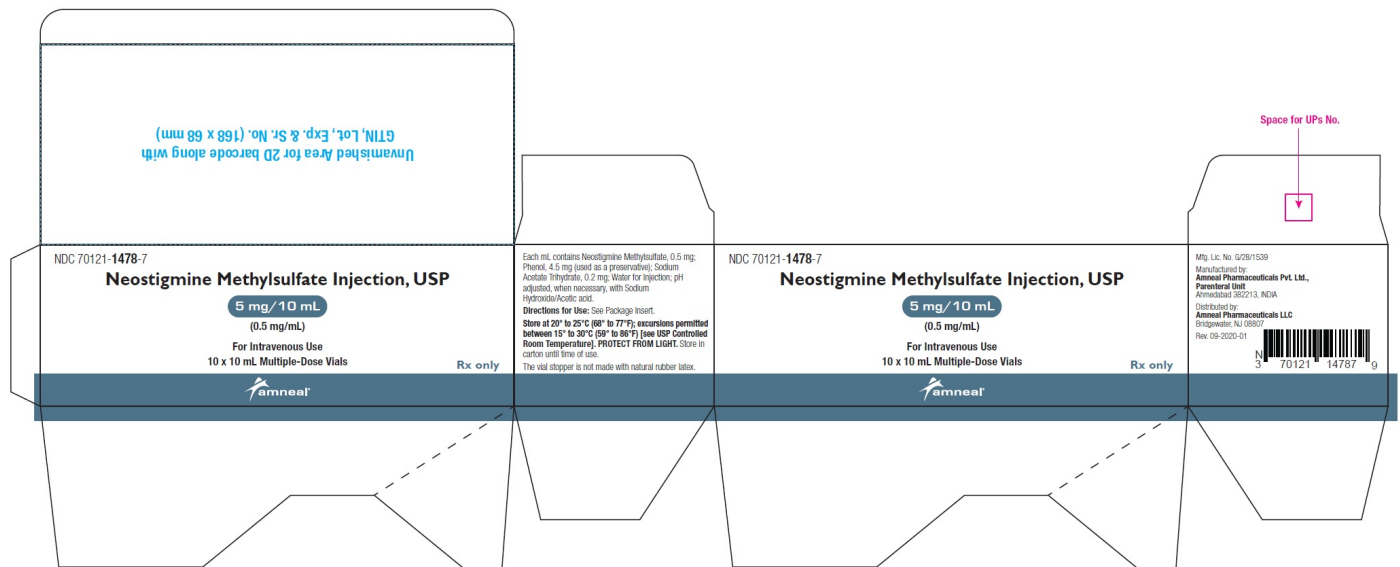 Unvarnished Area for 2D barcode along with
GTIN, Lot, Exp. & Sr. No. (168 x 68 mm)
Space for UPs No.
NDC 70121-1478-7
Neostigmine Methylsulfate Injection, USP
5 mg/10 mL
(0.5 mg/mL)
For Intravenous Use
10 x 10 mL Multiple-Dose Vials
Rx only
amneal®
Each mL contains Neostigmine Methylsulfate, 0.5 mg;
Phenol, 4.5 mg (used as a preservative); Sodium
Acetate Trihydrate, 0.2 mg; Water for Injection; pH
adjusted, when necessary, with Sodium
Hydroxide/Acetic acid.
Directions for Use: See Package Insert.
Store at 20° to 25°C (68° to 77°F); excursions permitted
between 15° to 30°C (59° to 86°F) [see USP Controlled
Room Temperature]. PROTECT FROM LIGHT. Store in
carton until time of use.
The vial stopper is not made with natural rubber latex.
NDC 70121-1478-7
Neostigmine Methylsulfate Injection, USP
5 mg/10 mL
(0.5 mg/mL)
For Intravenous Use
10 x 10 mL Multiple-Dose Vials
Rx only
amneal®
Mfg. Lic. No. G/28/1539
Manufactured by:
Amneal Pharmaceuticals Pvt. Ltd.,
Parenteral Unit
Ahmedabad 382213, INDIA
Distributed by:
Amneal Pharmaceuticals LLC
Bridgewater, NJ 08807
Rev. 09-2020-01
N
3 70121 14787 9